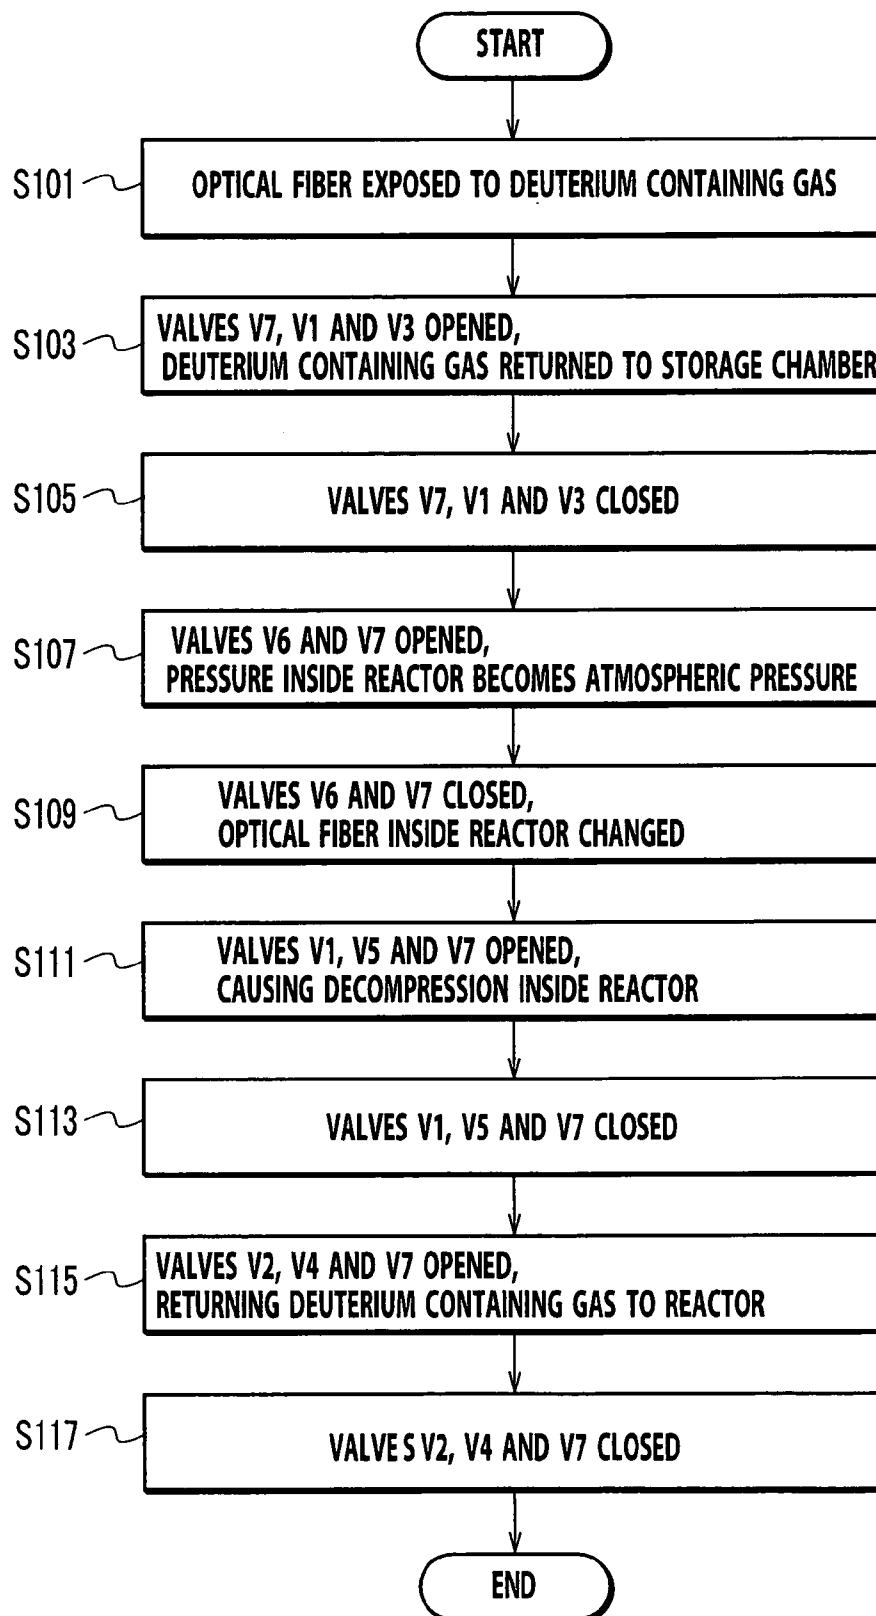 START
S101
OPTICAL FIBER EXPOSED TO DEUTERIUM CONTAINING GAS
S103
VALVES V7, V1 AND V3 OPENED,
DEUTERIUM CONTAINING GAS RETURNED TO STORAGE CHAMBER
S105
VALVES V7, V1 AND V3 CLOSED
S107
VALVES V6 AND V7 OPENED,
PRESSURE INSIDE REACTOR BECOMES ATMOSPHERIC PRESSURE
S109
VALVES V6 AND V7 CLOSED,
OPTICAL FIBER INSIDE REACTOR CHANGED
S111
VALVES V1, V5 AND V7 OPENED,
CAUSING DECOMPRESSION INSIDE REACTOR
S113
VALVES V1, V5 AND V7 CLOSED
S115
VALVES V2, V4 AND V7 OPENED,
RETURNING DEUTERIUM CONTAINING GAS TO REACTOR
S117
VALVES V2, V4 AND V7 CLOSED
END